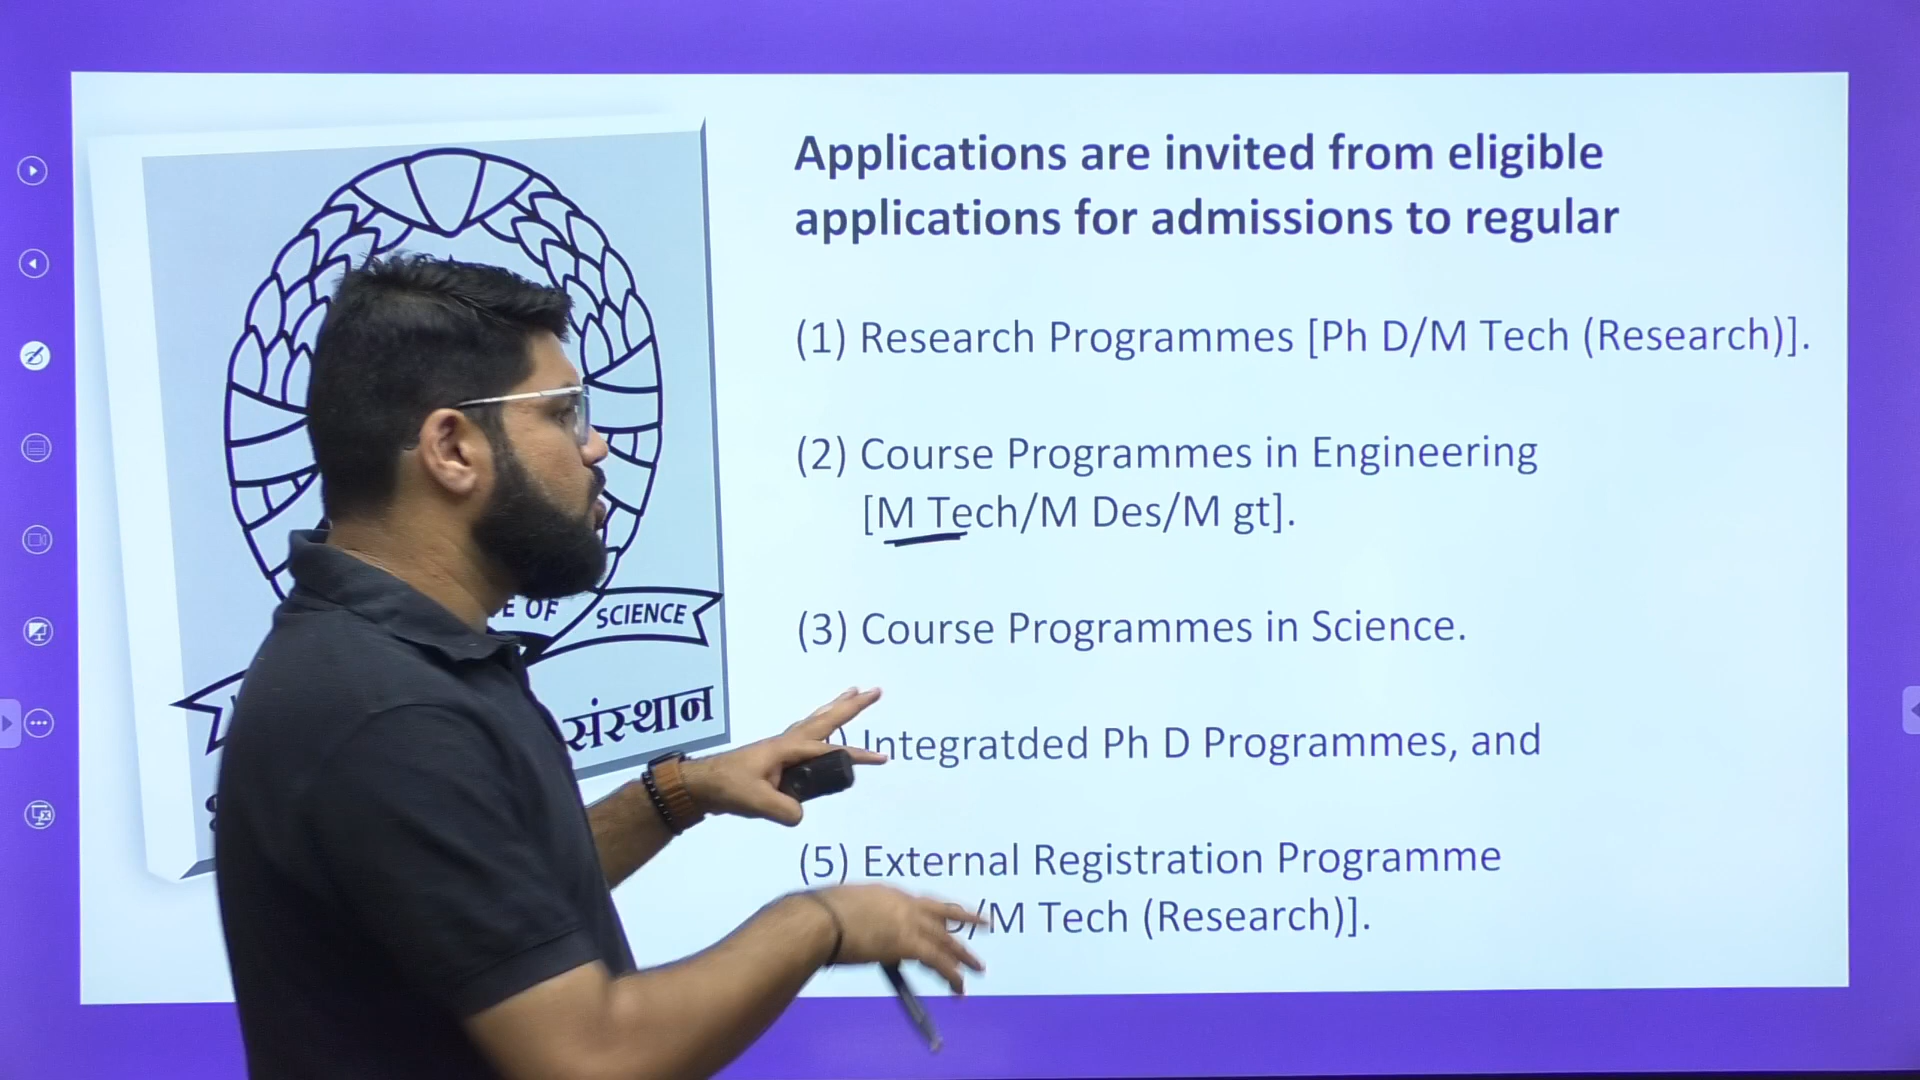 Applications are invited from eligible
applications for admissions to regular
(1) Research Programmes [Ph D/M Tech (Research)].
(2) Course Programmes in Engineering
[M Tech/M Des/M gt].
(3) Course Programmes in Science.
Integratded Ph D Programmes, and
(5) External Registration Programme
D/M Tech (Research)].
OF SCIENCE
संस्थान